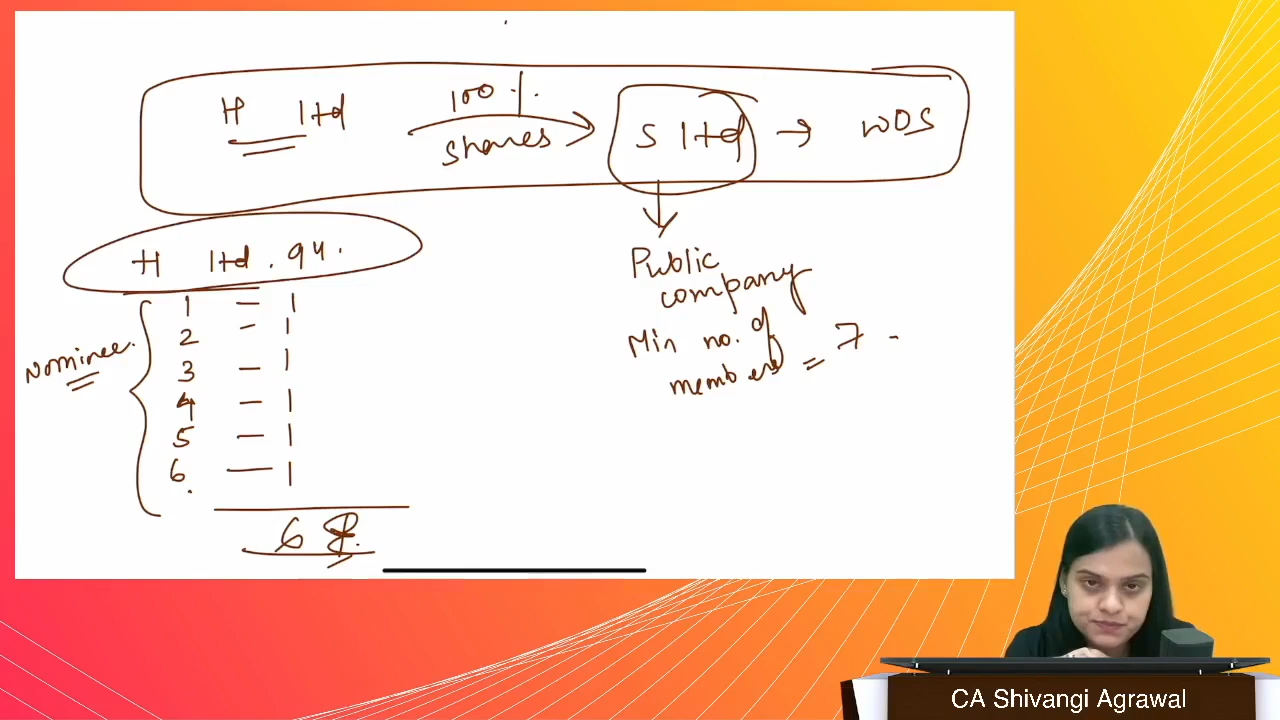 H ltd 100% shares S ltd → WOS
H ltd. 94.
Nominee.
1 — 1
2 - 1
3 — 1
4 — 1
5 — 1
6. — 1
6
Public
company
Min no. of
members = 7 -
CA Shivangi Agrawal